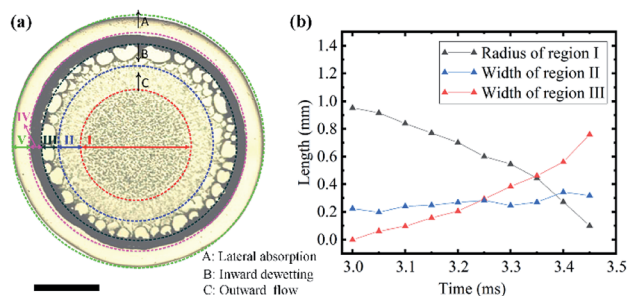 (a)
A
B
C
IV
V
III
II
I
A: Lateral absorption
B: Inward dewetting
C: Outward flow
(b)
Length (mm)
1.4
1.2
1.0
0.8
0.6
0.4
0.2
0.0
Radius of region I
Width of region II
Width of region III
3.0 3.1 3.2 3.3 3.4 3.5
Time (ms)